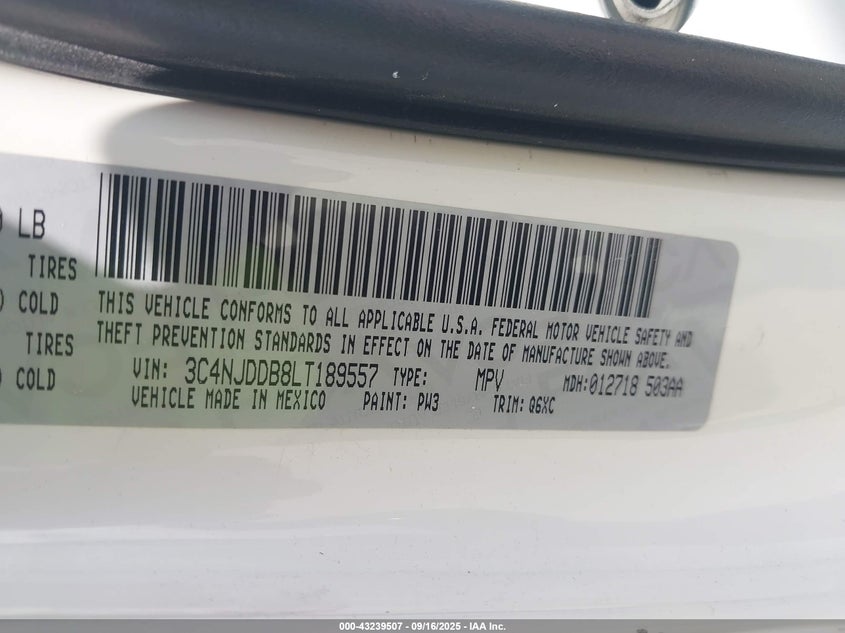 LB
TIRES
COLD
TIRES
COLD
THIS VEHICLE CONFORMS TO ALL APPLICABLE U.S.A. FEDERAL MOTOR VEHICLE SAFETY AND
THEFT PREVENTION STANDARDS IN EFFECT ON THE DATE OF MANUFACTURE SHOWN ABOVE.
VIN: 3C4NJDDB8LT189557 TYPE: MPV MDH:012718 503AA
VEHICLE MADE IN MEXICO PAINT: PW3 TRIM: Q6XC
000-43239507 - 09/16/2025 - IAA Inc.